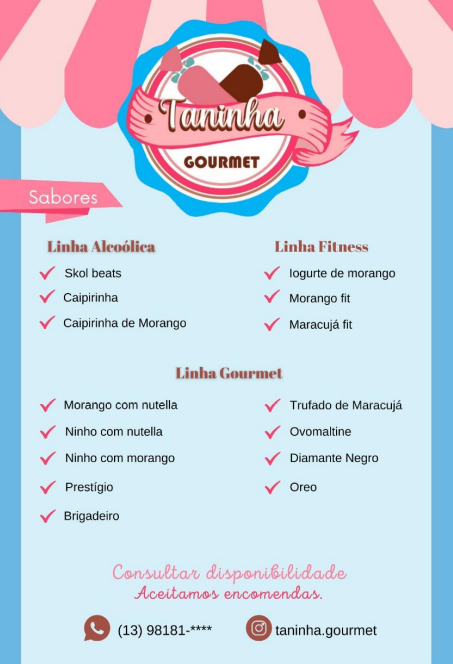 Taninha
GOURMET
Sabores
Linha Alcoólica
Skol beats
Caipirinha
Caipirinha de Morango
Linha Fitness
Iogurte de morango
Morango fit
Maracujá fit
Linha Gourmet
Morango com nutella
Ninho com nutella
Ninho com morango
Prestígio
Brigadeiro
Trufado de Maracujá
Ovomaltine
Diamante Negro
Oreo
Consultar disponibilidade
Aceitamos encomendas.
(13) 98181-****
taninha.gourmet